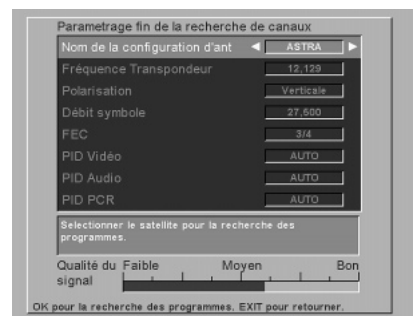 Parametrage fin de la recherche de canaux
Nom de la configuration d'ant ASTRA
Fréquence Transpondeur 12,129
Polarisation Verticale
Débit symbole 27,500
FEC 3/4
PID Vidéo AUTO
PID Audio AUTO
PID PCR AUTO
Selectionner le satellite pour la recherche des
programmes.
Qualité du signal Faible Moyen Bon
OK pour la recherche des programmes. EXIT pour retourner.